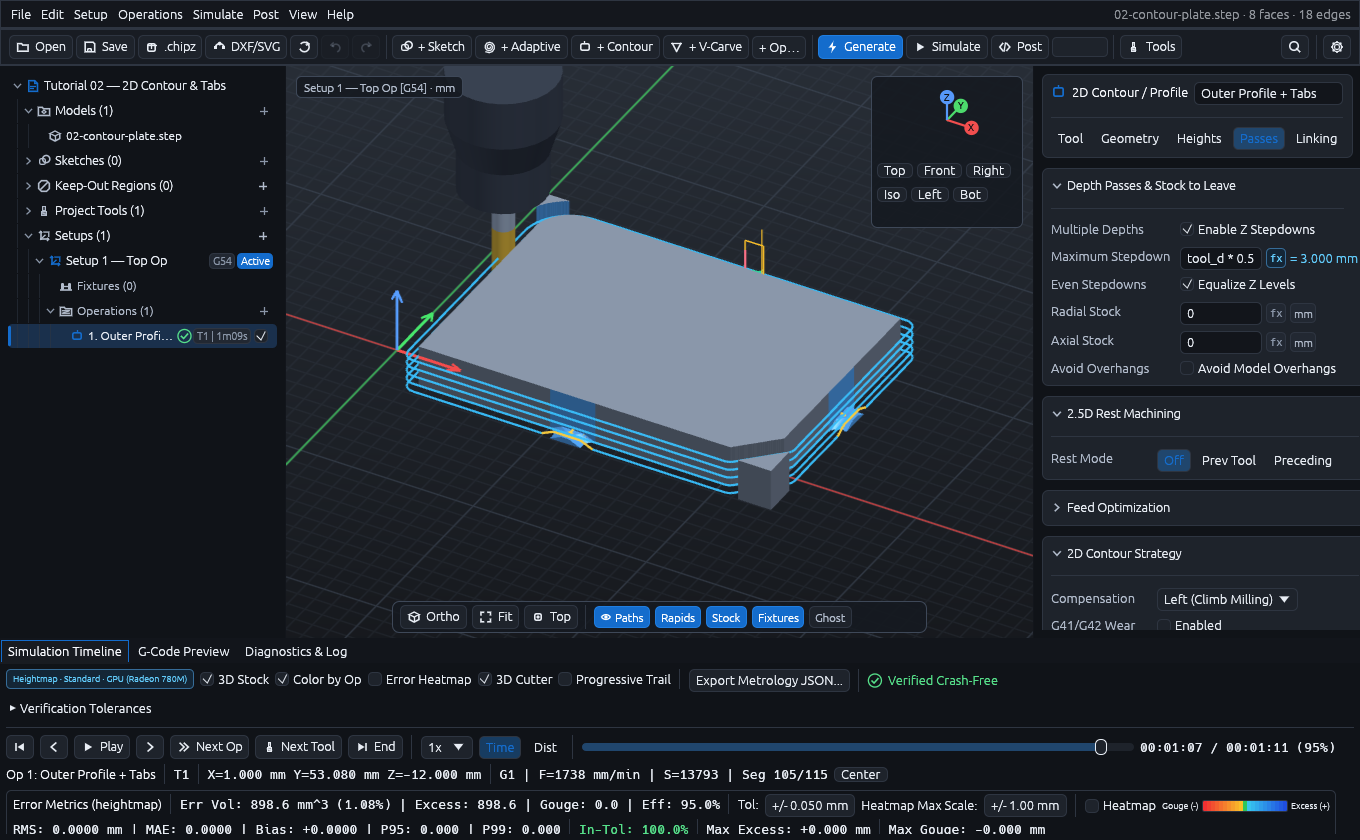 File Edit Setup Operations Simulate Post View Help 02-contour-plate.step · 8 faces · 18 edges
Open Save .chipz DXF/SVG + Sketch + Adaptive + Contour + V-Carve + Op... Generate Simulate Post Tools
Tutorial 02 — 2D Contour & Tabs
Models (1) +
02-contour-plate.step
Sketches (0) +
Keep-Out Regions (0) +
Project Tools (1) +
Setups (1) +
Setup 1 — Top Op G54 Active
Fixtures (0)
Operations (1) +
1. Outer Profi... T1 | 1m09s
Setup 1 — Top Op [G54] · mm
Z Y X
Top Front Right
Iso Left Bot
Ortho Fit Top Paths Rapids Stock Fixtures Ghost
2D Contour / Profile Outer Profile + Tabs
Tool Geometry Heights Passes Linking
Depth Passes & Stock to Leave
Multiple Depths Enable Z Stepdowns
Maximum Stepdown tool_d * 0.5 fx = 3.000 mm
Even Stepdowns Equalize Z Levels
Radial Stock 0 fx mm
Axial Stock 0 fx mm
Avoid Overhangs Avoid Model Overhangs
2.5D Rest Machining
Rest Mode Off Prev Tool Preceding
Feed Optimization
2D Contour Strategy
Compensation Left (Climb Milling)
G41/G42 Wear Enabled
Simulation Timeline G-Code Preview Diagnostics & Log
Heightmap · Standard · GPU (Radeon 780M) 3D Stock Color by Op Error Heatmap 3D Cutter Progressive Trail Export Metrology JSON... Verified Crash-Free
Verification Tolerances
Play Next Op Next Tool End 1x Time Dist 00:01:07 / 00:01:11 (95%)
Op 1: Outer Profile + Tabs T1 X=1.000 mm Y=53.080 mm Z=-12.000 mm G1 | F=1738 mm/min | S=13793 | Seg 105/115 Center
Error Metrics (heightmap) Err Vol: 898.6 mm^3 (1.08%) | Excess: 898.6 | Gouge: 0.0 | Eff: 95.0% Tol: +/- 0.050 mm Heatmap Max Scale: +/- 1.00 mm Heatmap Gouge (-) Excess (+)
RMS: 0.0000 mm | MAE: 0.0000 | Bias: +0.0000 | P95: 0.000 | P99: 0.000 In-Tol: 100.0% Max Excess: +0.000 mm Max Gouge: -0.000 mm